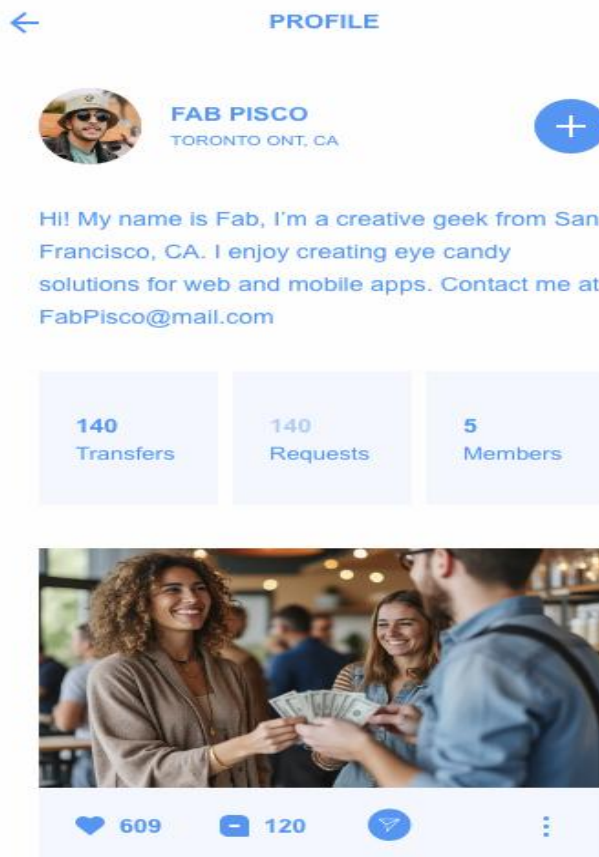 PROFILE
FAB PISCO
TORONTO ONT, CA
Hi! My name is Fab, I'm a creative geek from San
Francisco, CA. I enjoy creating eye candy
solutions for web and mobile apps. Contact me at
FabPisco@mail.com
140
Transfers
140
Requests
5
Members
609
120